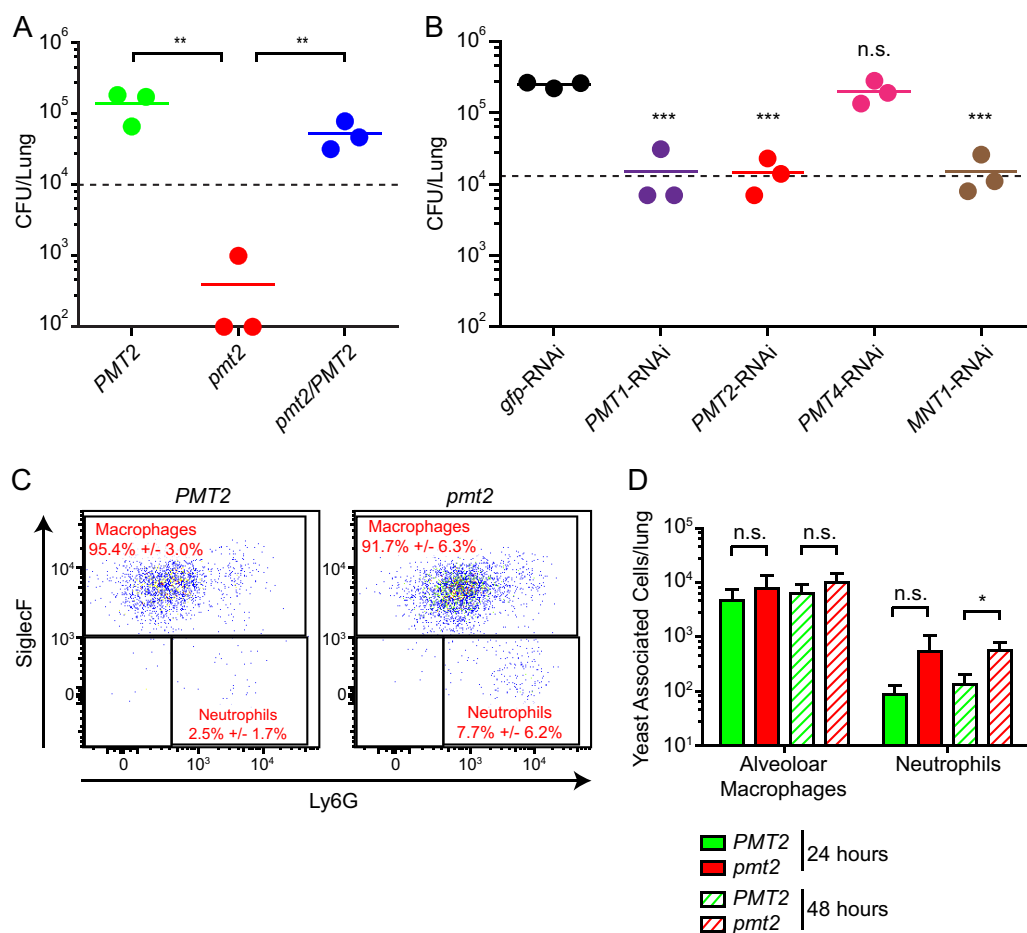 A
CFU/Lung
10^6
10^5
10^4
10^3
10^2
** **
PMT2
pmt2
pmt2/PMT2
B
CFU/Lung
10^6
10^5
10^4
10^3
10^2
n.s.
*** *** ***
gfp-RNAi
PMT1-RNAi
PMT2-RNAi
PMT4-RNAi
MNT1-RNAi
C
PMT2 pmt2
SiglecF
10^4
10^3
0
Macrophages
95.4% +/- 3.0%
Neutrophils
2.5% +/- 1.7%
0 10^3 10^4
10^4
10^3
0
Macrophages
91.7% +/- 6.3%
Neutrophils
7.7% +/- 6.2%
0 10^3 10^4
Ly6G
D
Yeast Associated Cells/lung
10^5
10^4
10^3
10^2
10^1
n.s. n.s.
n.s. *
Alveoloar
Macrophages
Neutrophils
PMT2
pmt2
24 hours
PMT2
pmt2
48 hours